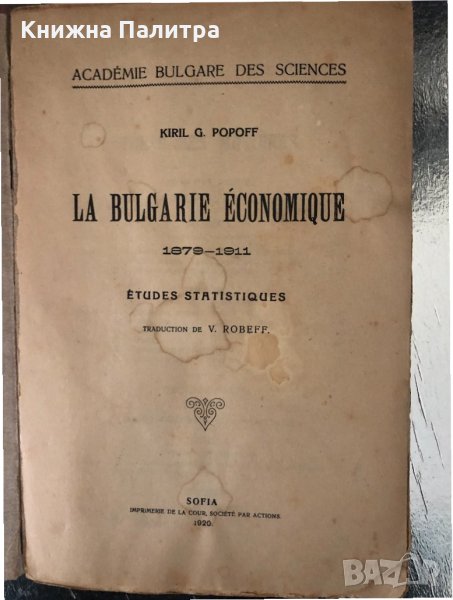 Книжна Палитра
ACADÉMIE BULGARE DES SCIENCES
KIRIL G. POPOFF
LA BULGARIE ÉCONOMIQUE
1879—1911
ÉTUDES STATISTIQUES
TRADUCTION DE V. ROBEFF.
SOFIA
IMPRIMERIE DE LA COUR, SOCIÉTÉ PAR ACTIONS.
1920.
BAZAR